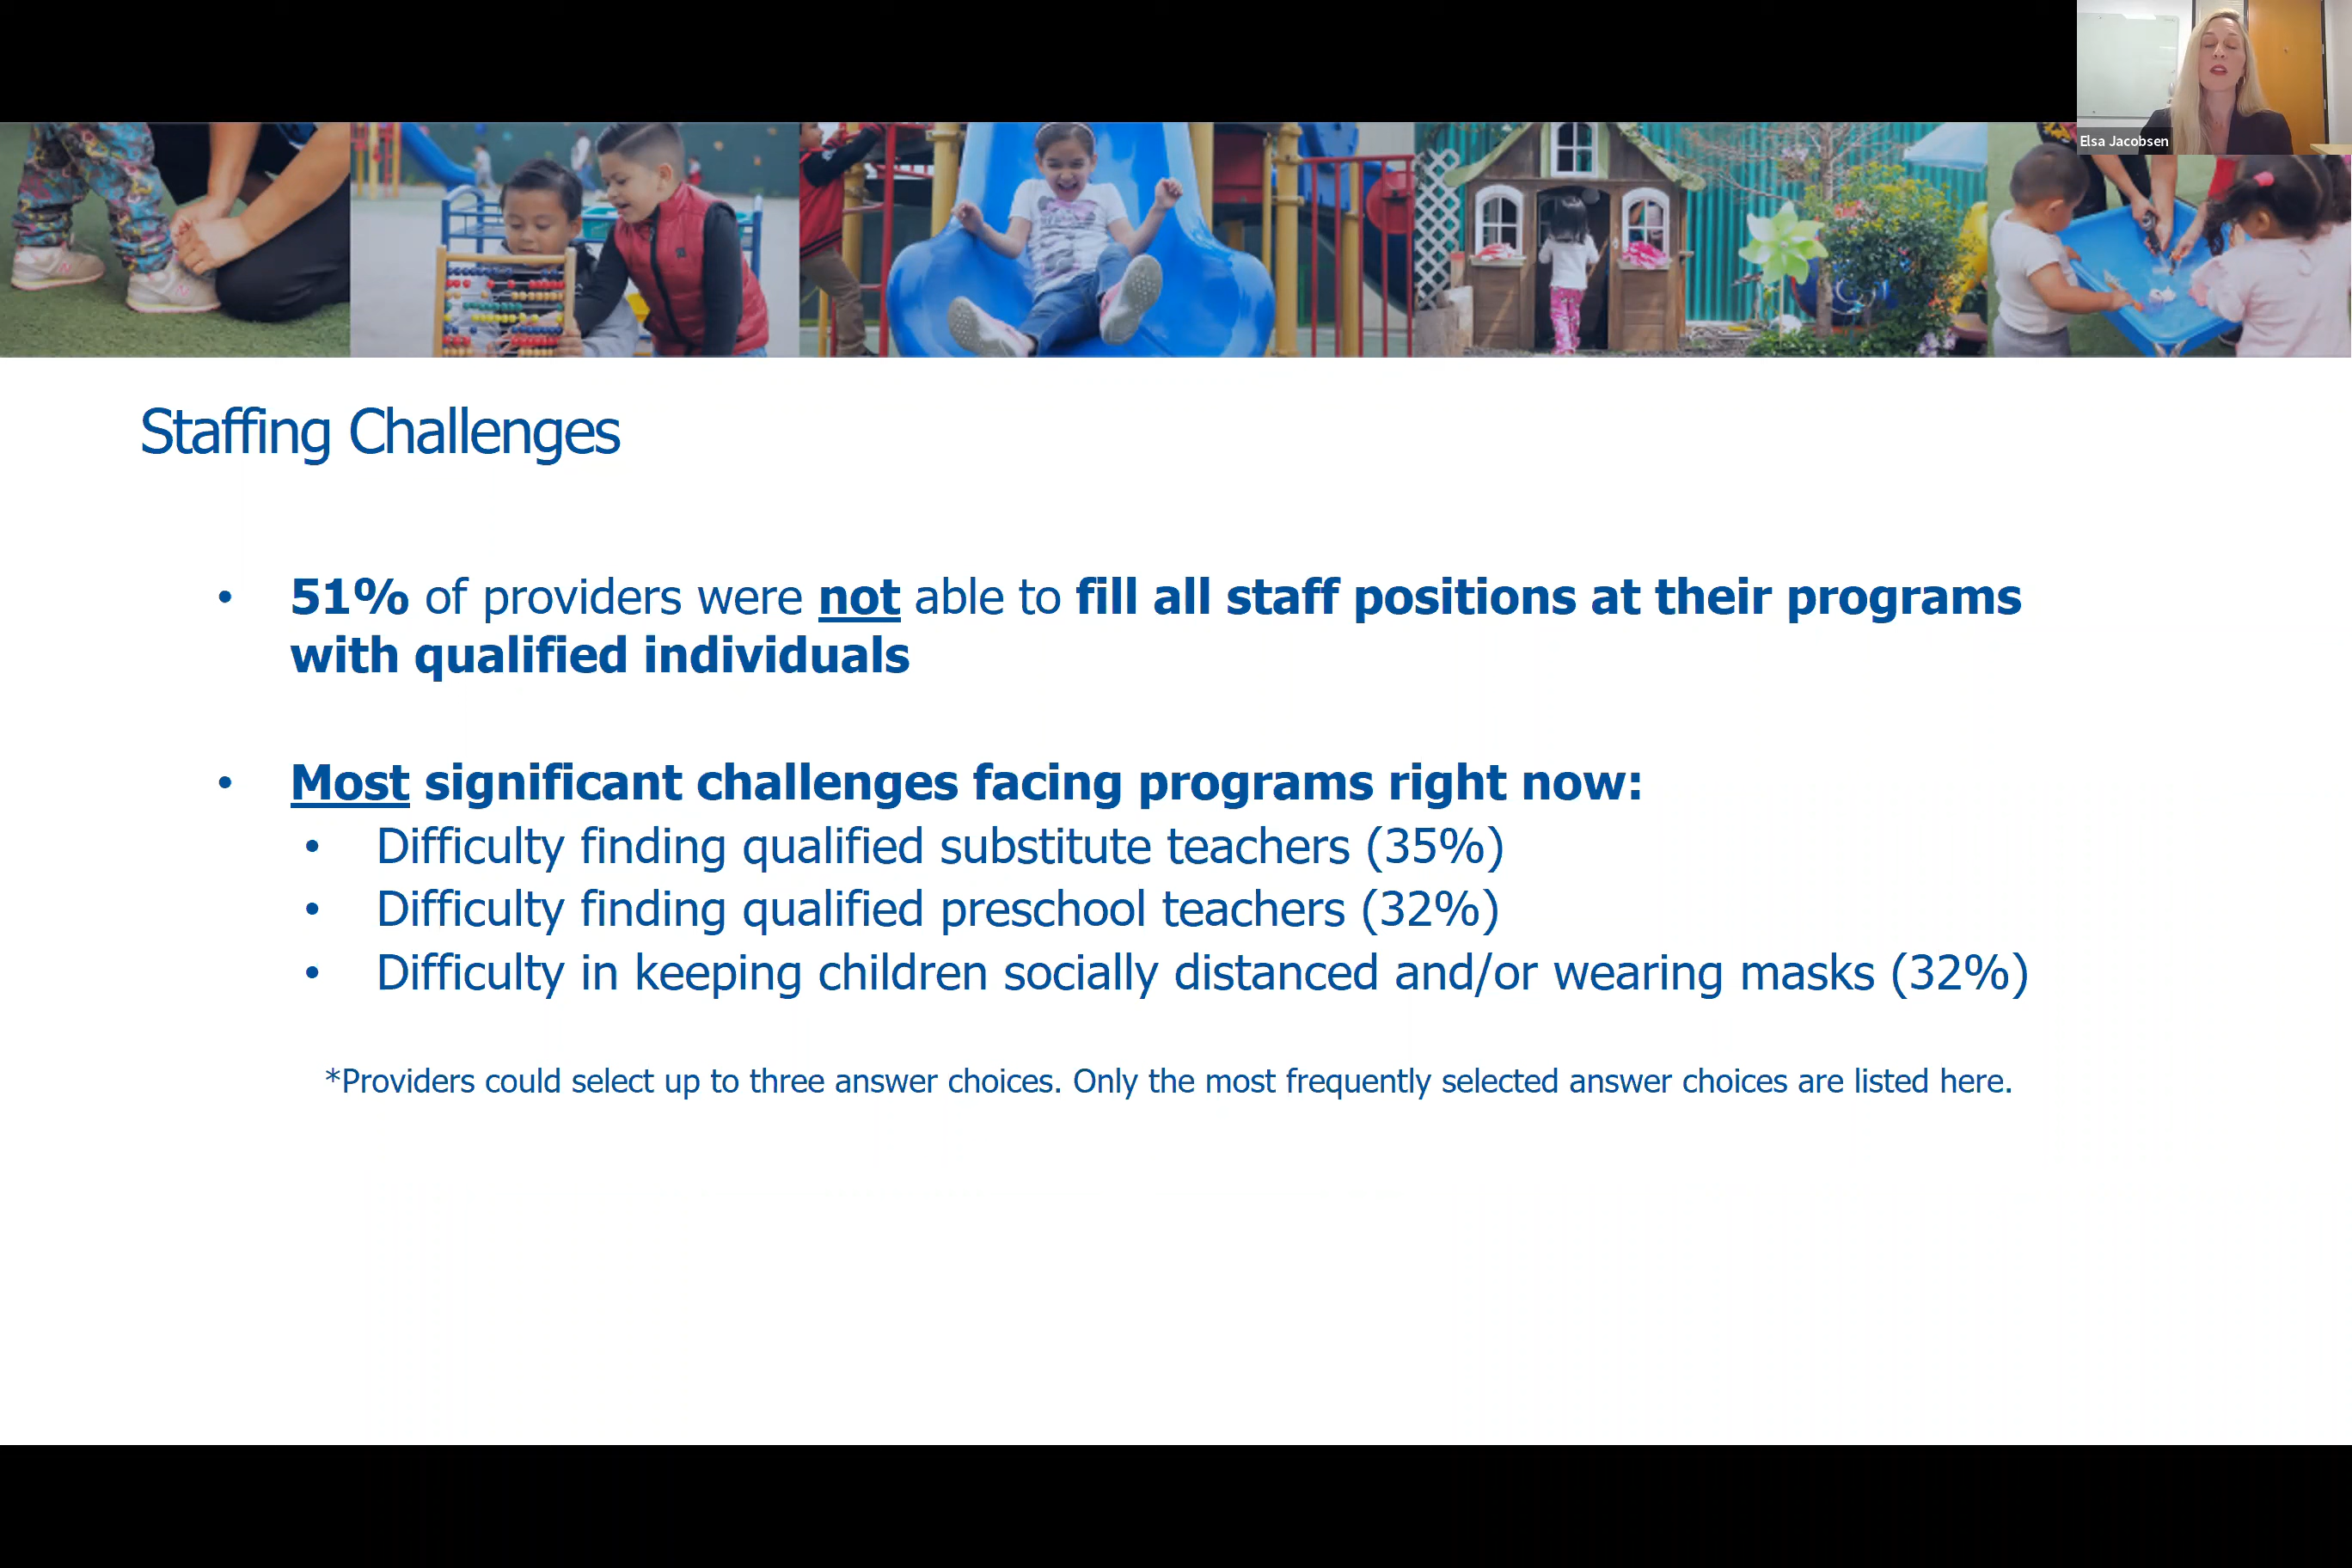 Elsa Jacobsen
Staffing Challenges
• 51% of providers were not able to fill all staff positions at their programs
with qualified individuals
• Most significant challenges facing programs right now:
• Difficulty finding qualified substitute teachers (35%)
• Difficulty finding qualified preschool teachers (32%)
• Difficulty in keeping children socially distanced and/or wearing masks (32%)
*Providers could select up to three answer choices. Only the most frequently selected answer choices are listed here.